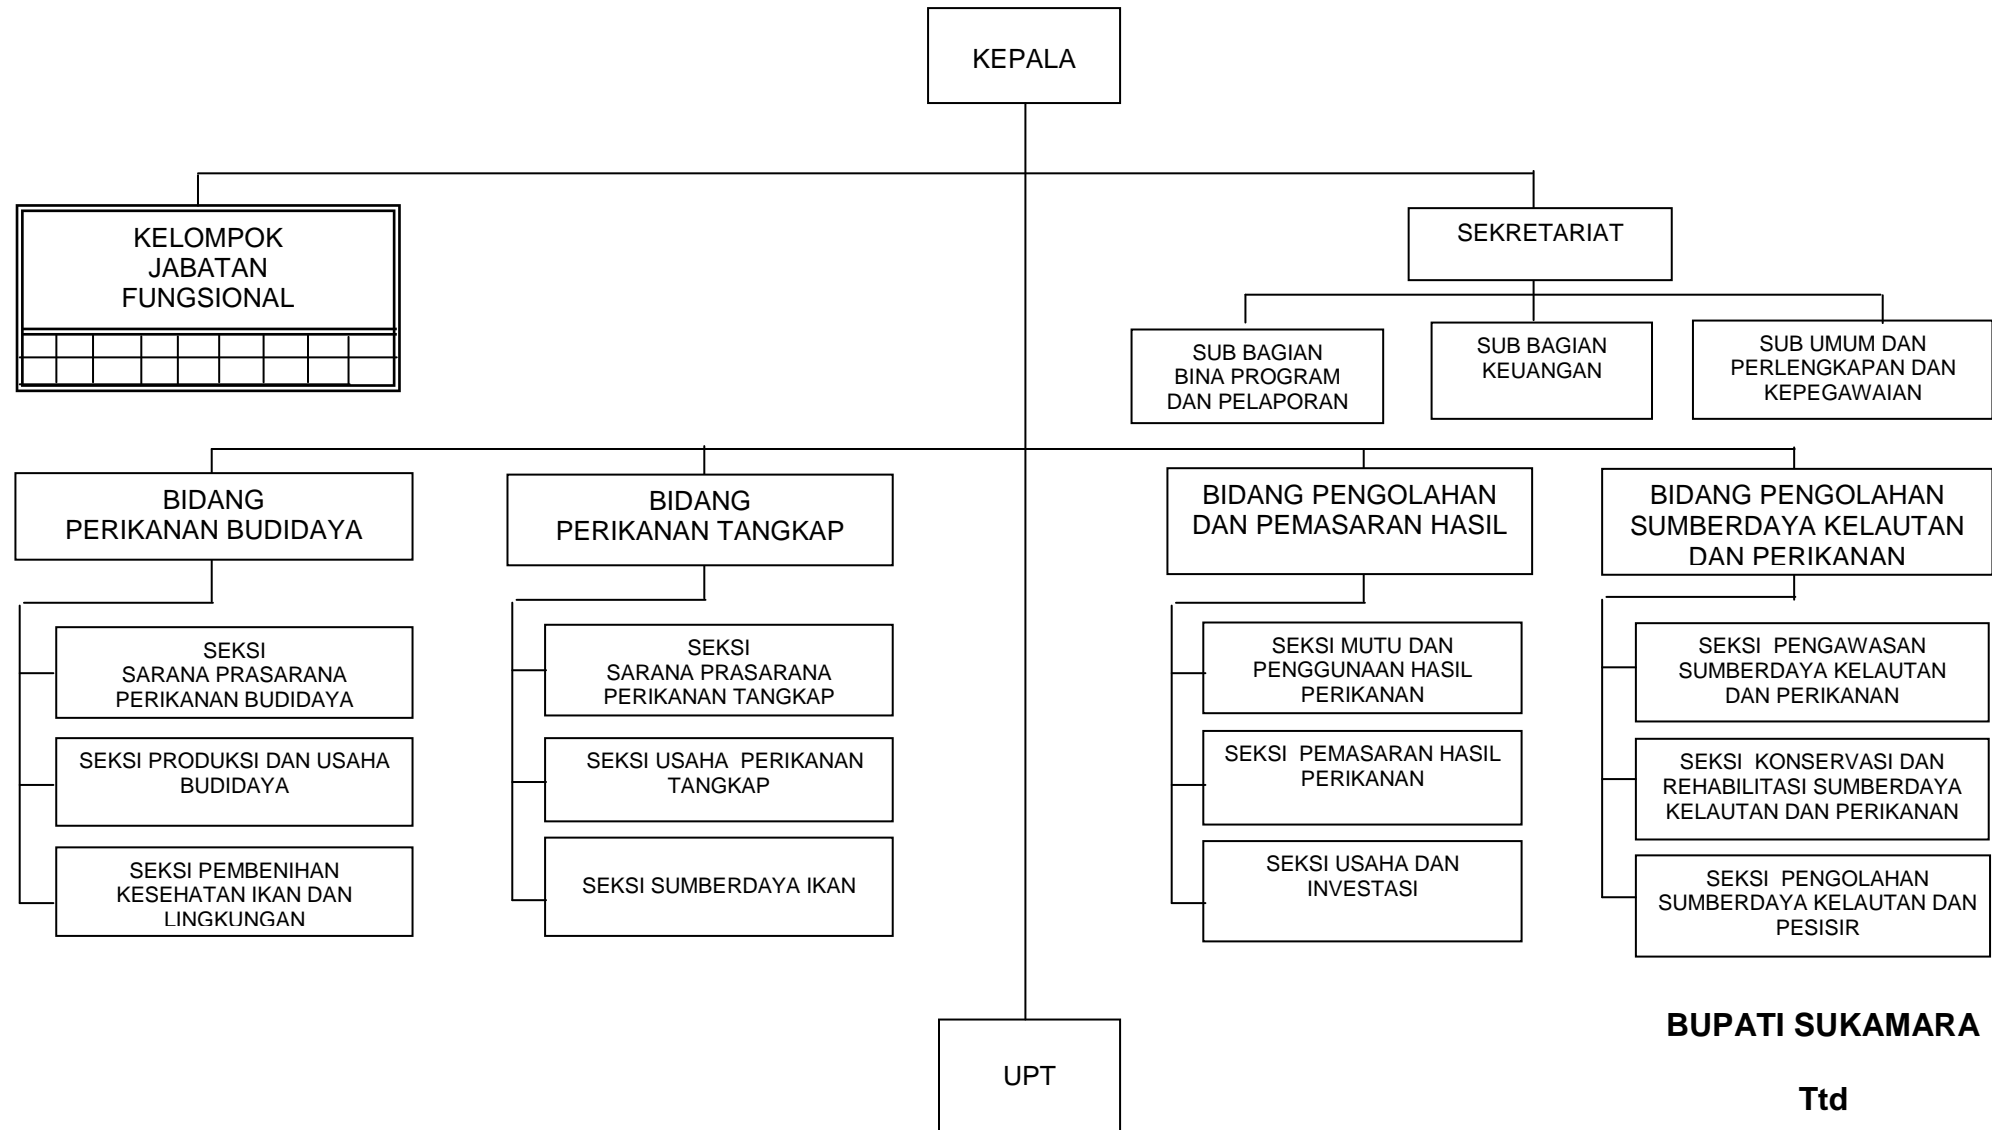 KEPALA
KELOMPOK
JABATAN
FUNGSIONAL
SEKRETARIAT
SUB BAGIAN
BINA PROGRAM
DAN PELAPORAN
SUB BAGIAN
KEUANGAN
SUB UMUM DAN
PERLENGKAPAN DAN
KEPEGAWAIAN
BIDANG
PERIKANAN BUDIDAYA
BIDANG
PERIKANAN TANGKAP
BIDANG PENGOLAHAN
DAN PEMASARAN HASIL
BIDANG PENGOLAHAN
SUMBERDAYA KELAUTAN
DAN PERIKANAN
SEKSI
SARANA PRASARANA
PERIKANAN BUDIDAYA
SEKSI PRODUKSI DAN USAHA
BUDIDAYA
SEKSI PEMBENIHAN
KESEHATAN IKAN DAN
LINGKUNGAN
SEKSI
SARANA PRASARANA
PERIKANAN TANGKAP
SEKSI USAHA PERIKANAN
TANGKAP
SEKSI SUMBERDAYA IKAN
SEKSI MUTU DAN
PENGGUNAAN HASIL
PERIKANAN
SEKSI PEMASARAN HASIL
PERIKANAN
SEKSI USAHA DAN
INVESTASI
SEKSI PENGAWASAN
SUMBERDAYA KELAUTAN
DAN PERIKANAN
SEKSI KONSERVASI DAN
REHABILITASI SUMBERDAYA
KELAUTAN DAN PERIKANAN
SEKSI PENGOLAHAN
SUMBERDAYA KELAUTAN DAN
PESISIR
UPT
BUPATI SUKAMARA
Ttd